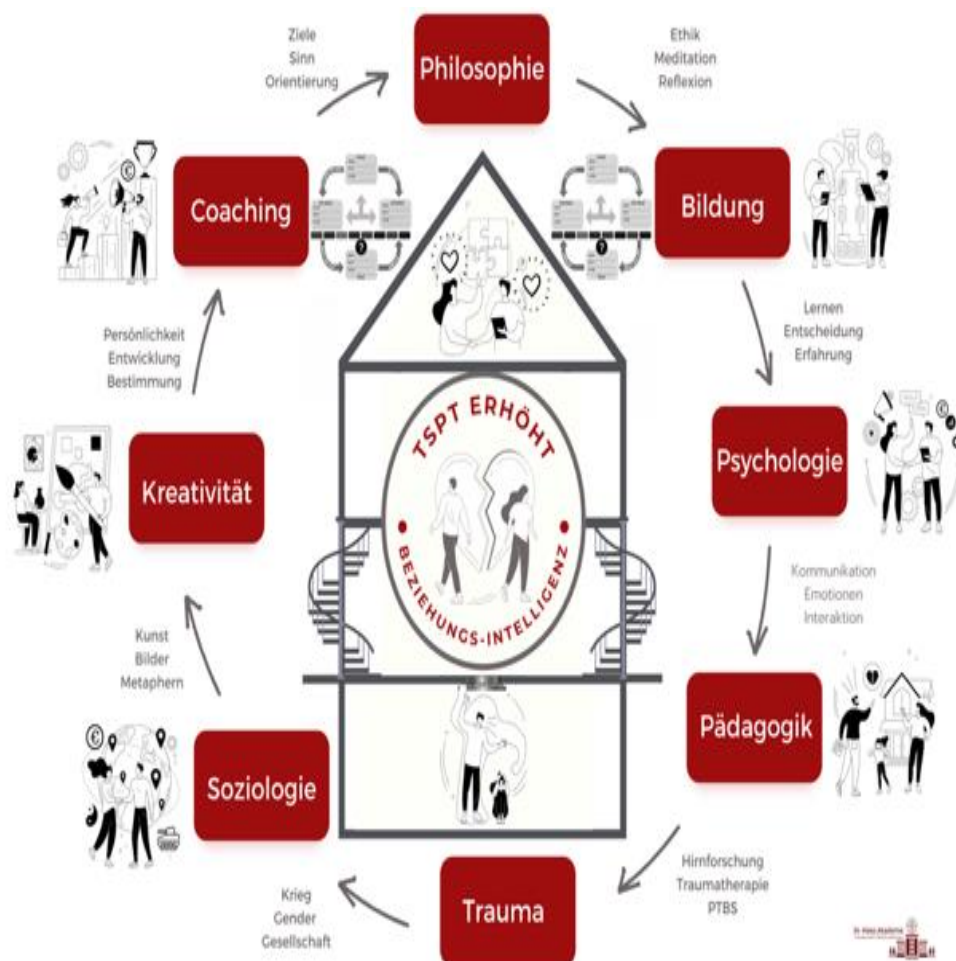 Philosophie
Ethik
Meditation
Reflexion
Bildung
Lernen
Entscheidung
Erfahrung
Psychologie
Kommunikation
Emotionen
Interaktion
Pädagogik
Hirnforschung
Traumatherapie
PTBS
Trauma
Krieg
Gender
Gesellschaft
Soziologie
Kunst
Bilder
Metaphern
Kreativität
Persönlichkeit
Entwicklung
Bestimmung
Coaching
Ziele
Sinn
Orientierung
TSPT ERHÖHT
BEZIEHUNGS-INTELLIGENZ